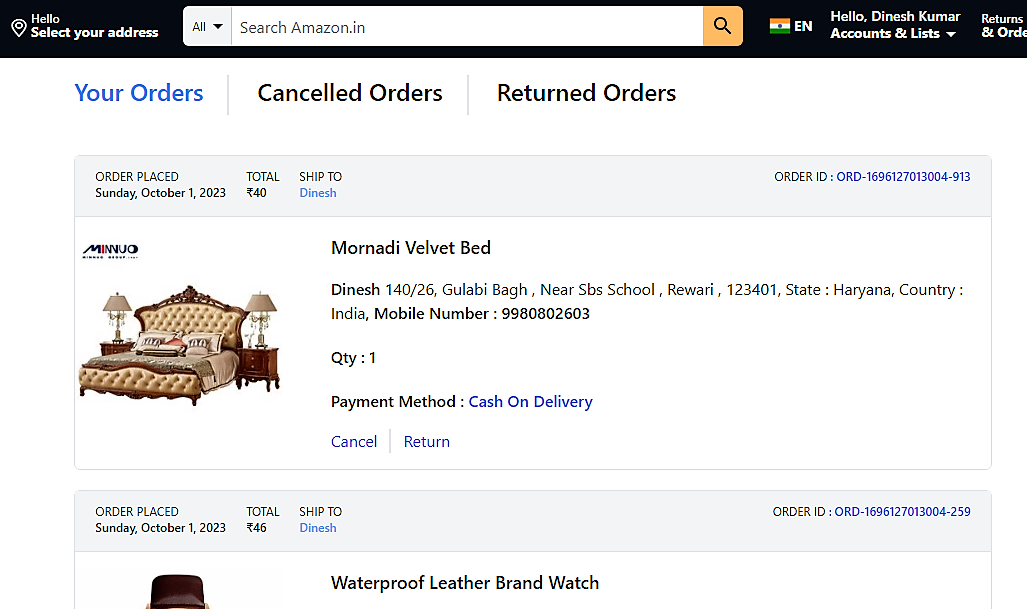 Hello
Select your address
All
Search Amazon.in
EN
Hello, Dinesh Kumar
Accounts & Lists
Returns
& Orde
Your Orders
Cancelled Orders
Returned Orders
ORDER PLACED
Sunday, October 1, 2023
TOTAL
₹40
SHIP TO
Dinesh
ORDER ID : ORD-1696127013004-913
MINNUO
MINNUO GROUP
Mornadi Velvet Bed
Dinesh 140/26, Gulabi Bagh , Near Sbs School , Rewari , 123401, State : Haryana, Country :
India, Mobile Number : 9980802603
Qty : 1
Payment Method : Cash On Delivery
Cancel
Return
ORDER PLACED
Sunday, October 1, 2023
TOTAL
₹46
SHIP TO
Dinesh
ORDER ID : ORD-1696127013004-259
Waterproof Leather Brand Watch